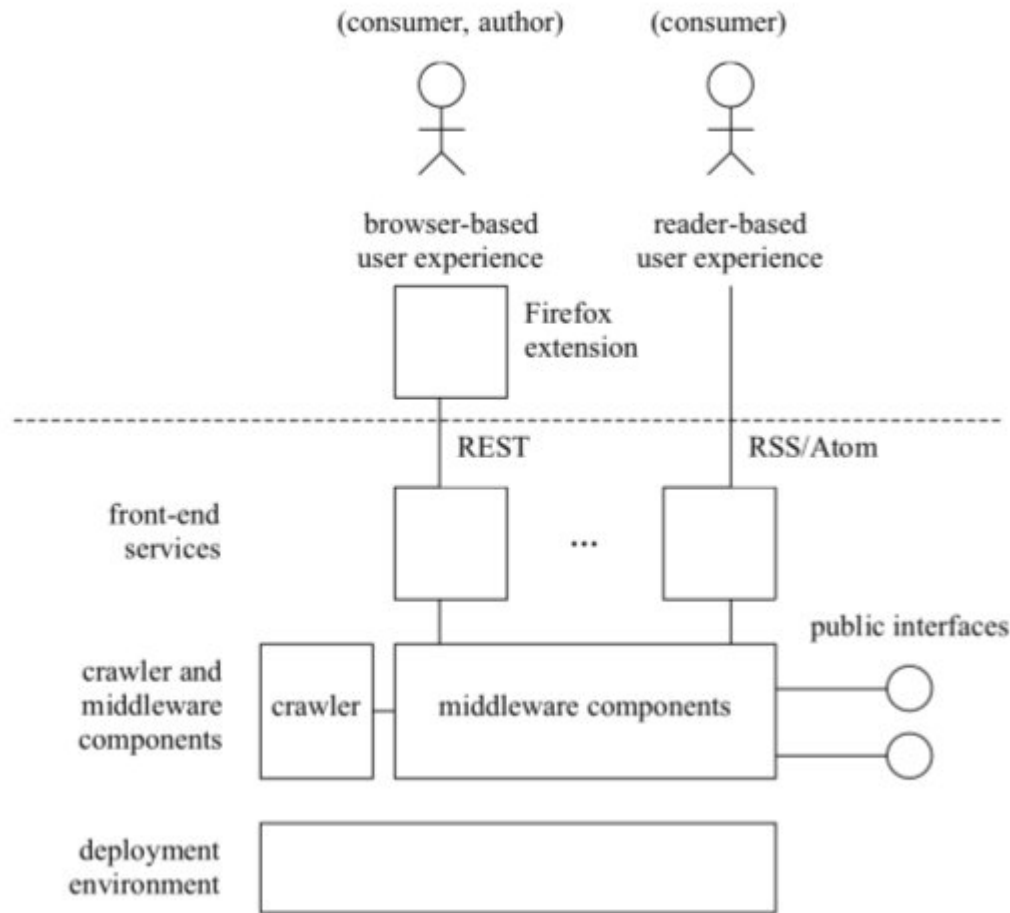 (consumer, author)
(consumer)
browser-based
user experience
reader-based
user experience
Firefox
extension
REST
RSS/Atom
front-end
services
...
public interfaces
crawler and
middleware
components
crawler
middleware components
deployment
environment